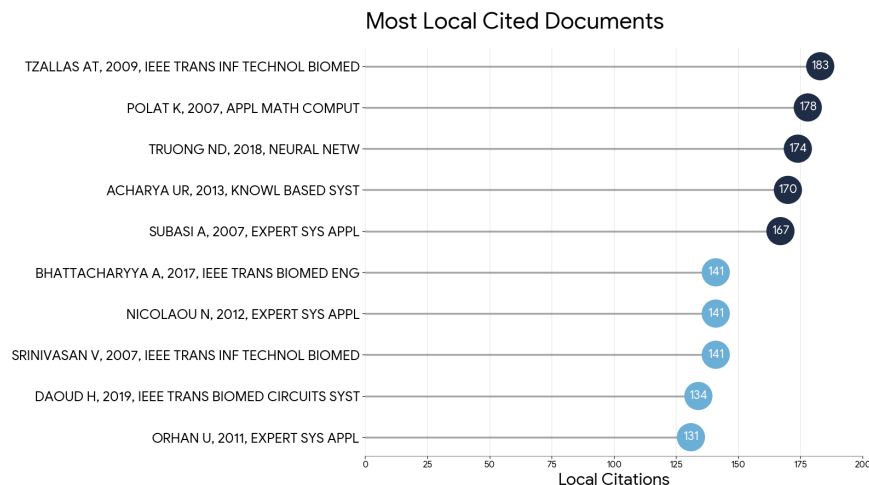 Most Local Cited Documents
TZALLAS AT, 2009, IEEE TRANS INF TECHNOL BIOMED
183
POLAT K, 2007, APPL MATH COMPUT
178
TRUONG ND, 2018, NEURAL NETW
174
ACHARYA UR, 2013, KNOWL BASED SYST
170
SUBASI A, 2007, EXPERT SYS APPL
167
BHATTACHARYYA A, 2017, IEEE TRANS BIOMED ENG
141
NICOLAOU N, 2012, EXPERT SYS APPL
141
SRINIVASAN V, 2007, IEEE TRANS INF TECHNOL BIOMED
141
DAOUD H, 2019, IEEE TRANS BIOMED CIRCUITS SYST
134
ORHAN U, 2011, EXPERT SYS APPL
131
0 25 50 75 100 125 150 175 200
Local Citations